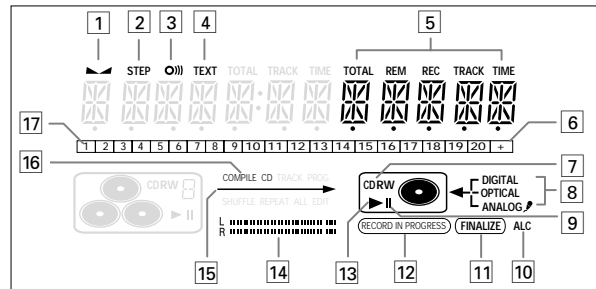 1 2 3 4 5
STEP TEXT TOTAL TRACK TIME TOTAL REM REC TRACK TIME
17 6
1 2 3 4 5 6 7 8 9 10 11 12 13 14 15 16 17 18 19 20 +
16 7
COMPILE CD TRACK PROG.
CDRW CDRW DIGITAL
OPTICAL 8
SHUFFLE REPEAT ALL EDIT ANALOG
9
L
R
RECORD IN PROGRESS FINALIZE ALC
15 14 13 12 11 10